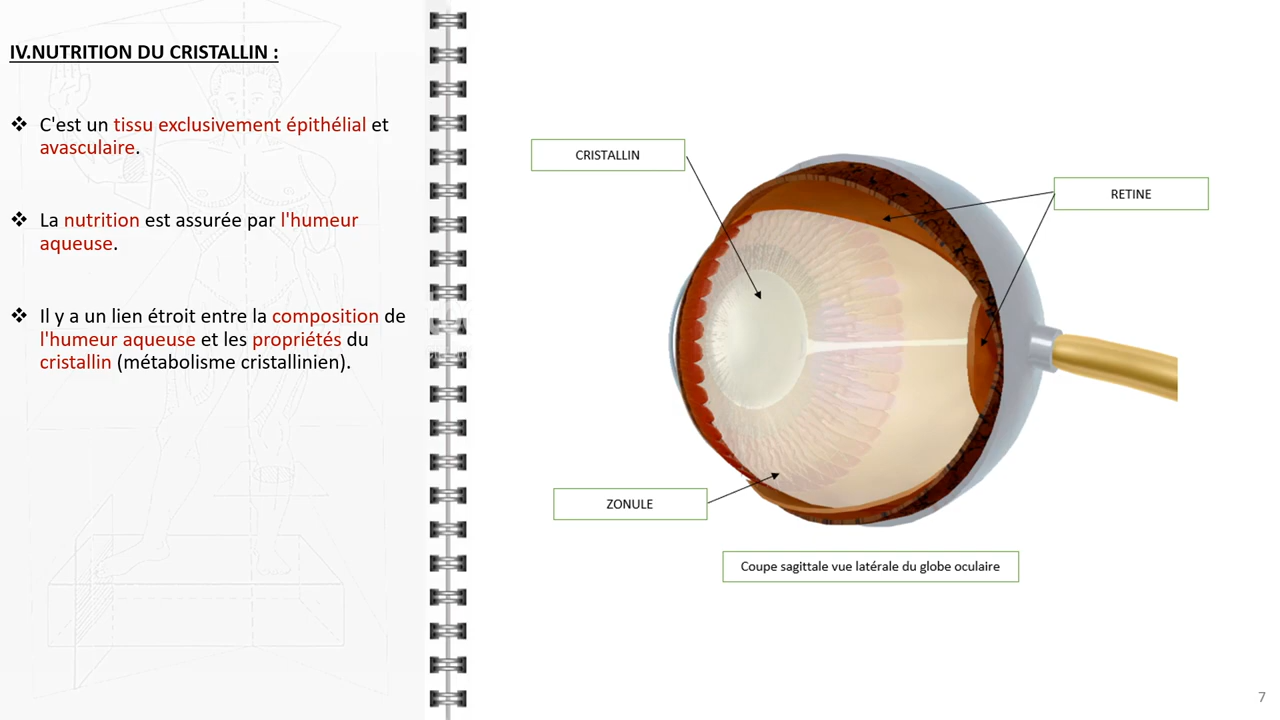 IV.NUTRITION DU CRISTALLIN :
❖ C'est un tissu exclusivement épithélial et
avasculaire.
❖ La nutrition est assurée par l'humeur
aqueuse.
❖ Il y a un lien étroit entre la composition de
l'humeur aqueuse et les propriétés du
cristallin (métabolisme cristallinien).
CRISTALLIN
RETINE
ZONULE
Coupe sagittale vue latérale du globe oculaire
7